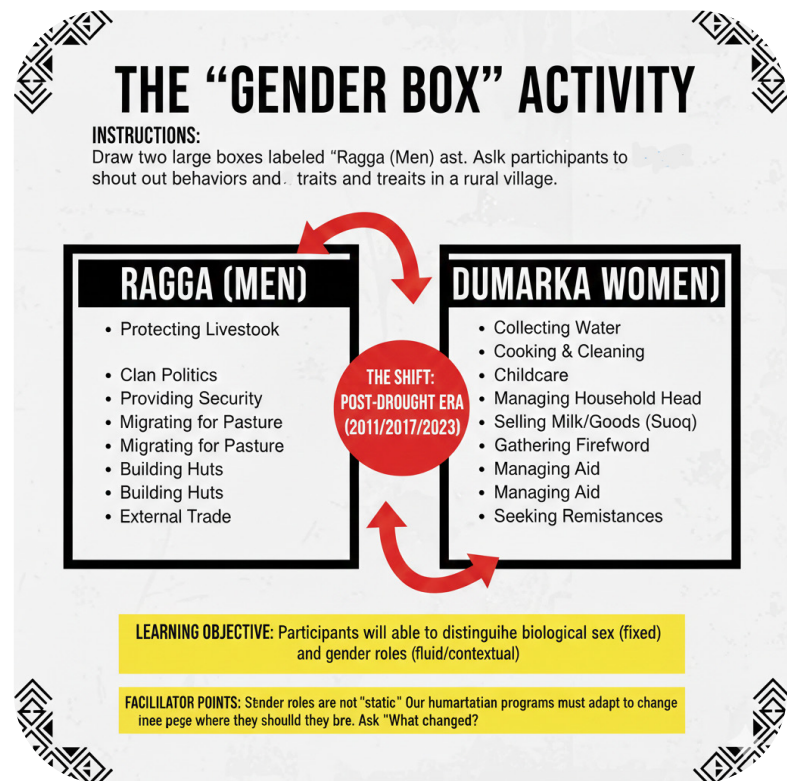 THE “GENDER BOX” ACTIVITY
INSTRUCTIONS:
Draw two large boxes labeled “Ragga (Men) ast. Aslk partichipants to
shout out behaviors and. traits and treaits in a rural village.
RAGGA (MEN)
• Protecting Livestook
• Clan Politics
• Providing Security
• Migrating for Pasture
• Migrating for Pasture
• Building Huts
• Building Huts
• External Trade
THE SHIFT:
POST-DROUGHT ERA
(2011/2017/2023)
DUMARKA WOMEN)
• Collecting Water
• Cooking & Cleaning
• Childcare
• Managing Household Head
• Selling Milk/Goods (Suoq)
• Gathering Firefword
• Managing Aid
• Managing Aid
• Seeking Remistances
LEARNING OBJECTIVE: Participants will able to distinguihe biological sex (fixed)
and gender roles (fluid/contextual)
FACILILATOR POINTS: Stnder roles are not "static" Our humartatian programs must adapt to change
inee pege where they shoulld they bre. Ask "What changed?